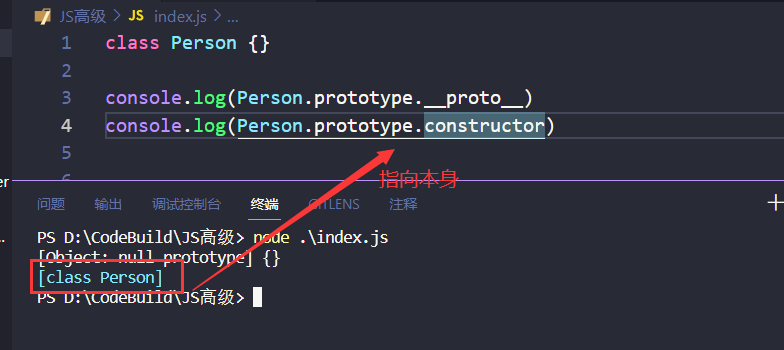 JS高级 > JS index.js > ...
1 class Person {}
2
3 console.log(Person.prototype.__proto__)
4 console.log(Person.prototype.constructor)
5
指向本身
er
问题 输出 调试控制台 终端 GITLENS 注释
PS D:\CodeBuild\JS高级> node .\index.js
[Object: null prototype] {}
[class Person]
PS D:\CodeBuild\JS高级>